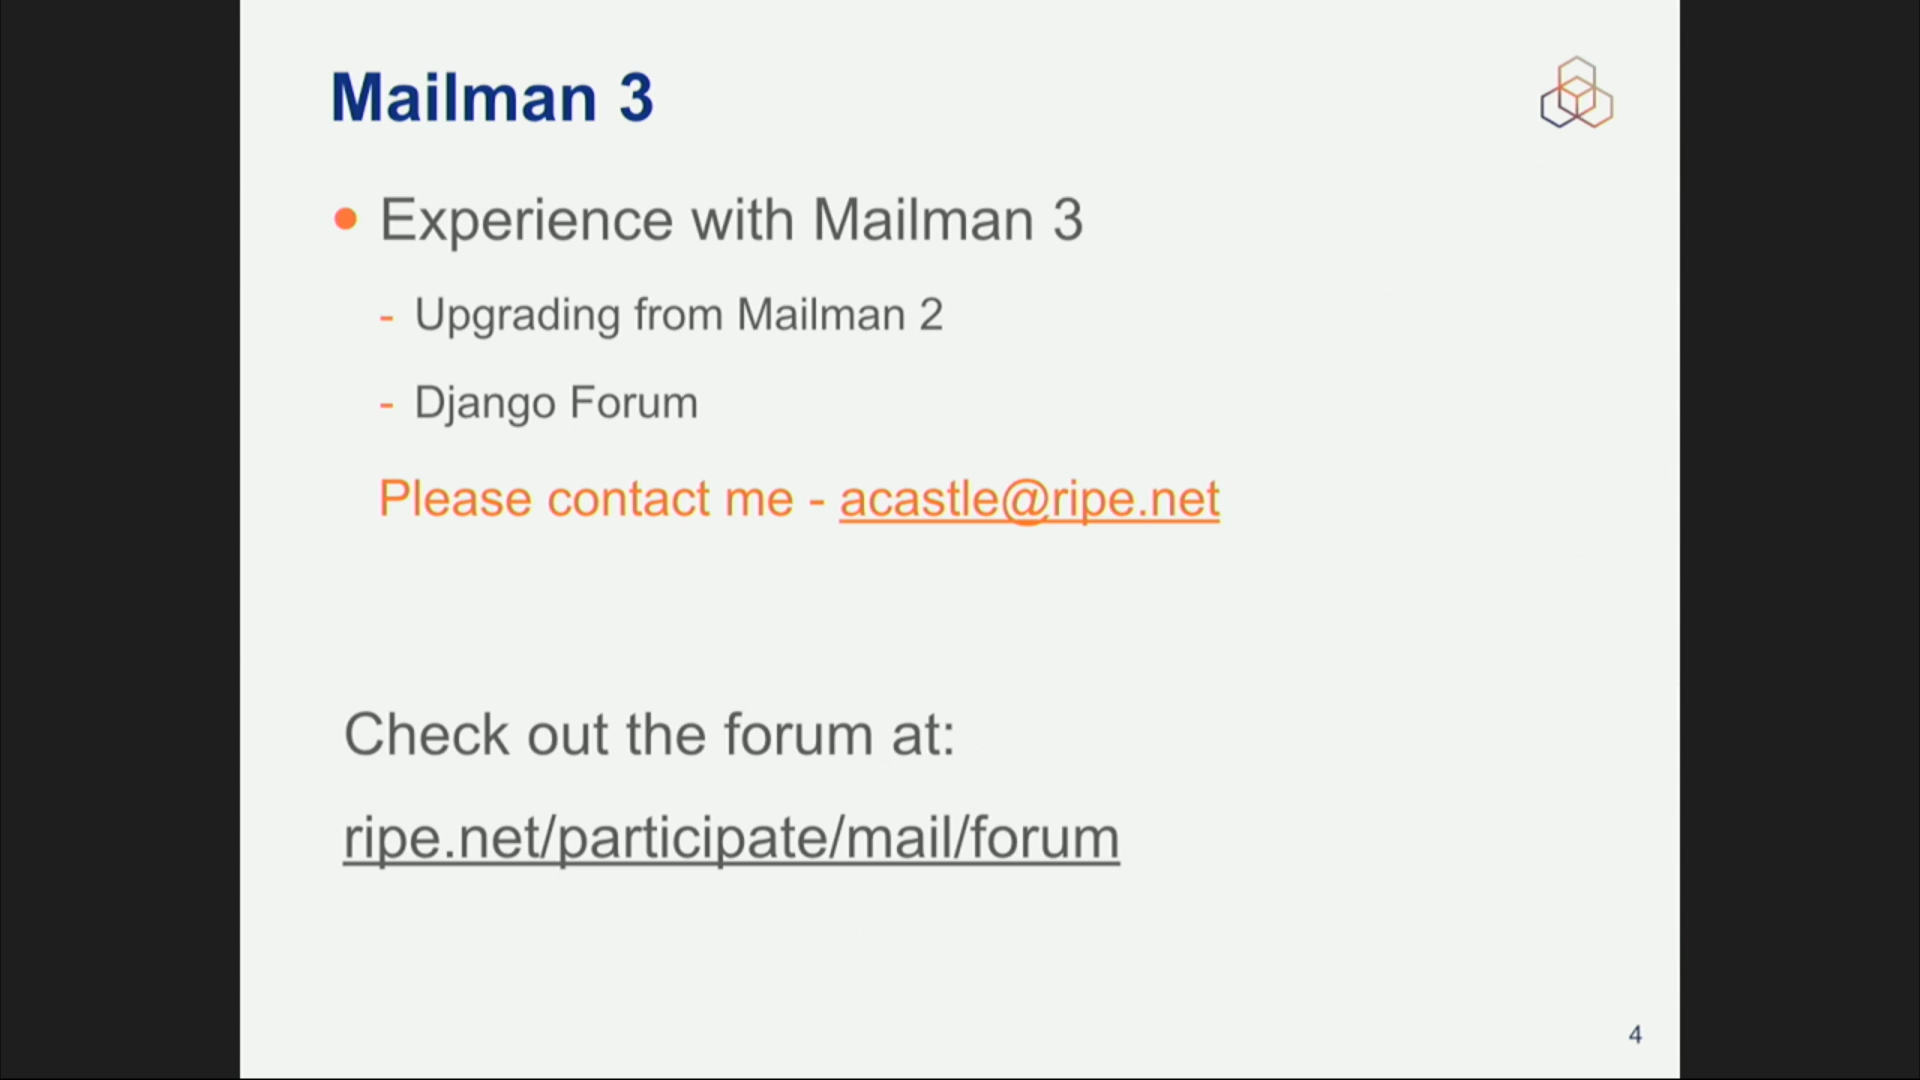 Mailman 3
• Experience with Mailman 3
- Upgrading from Mailman 2
- Django Forum
Please contact me - acastle@ripe.net
Check out the forum at:
ripe.net/participate/mail/forum
4